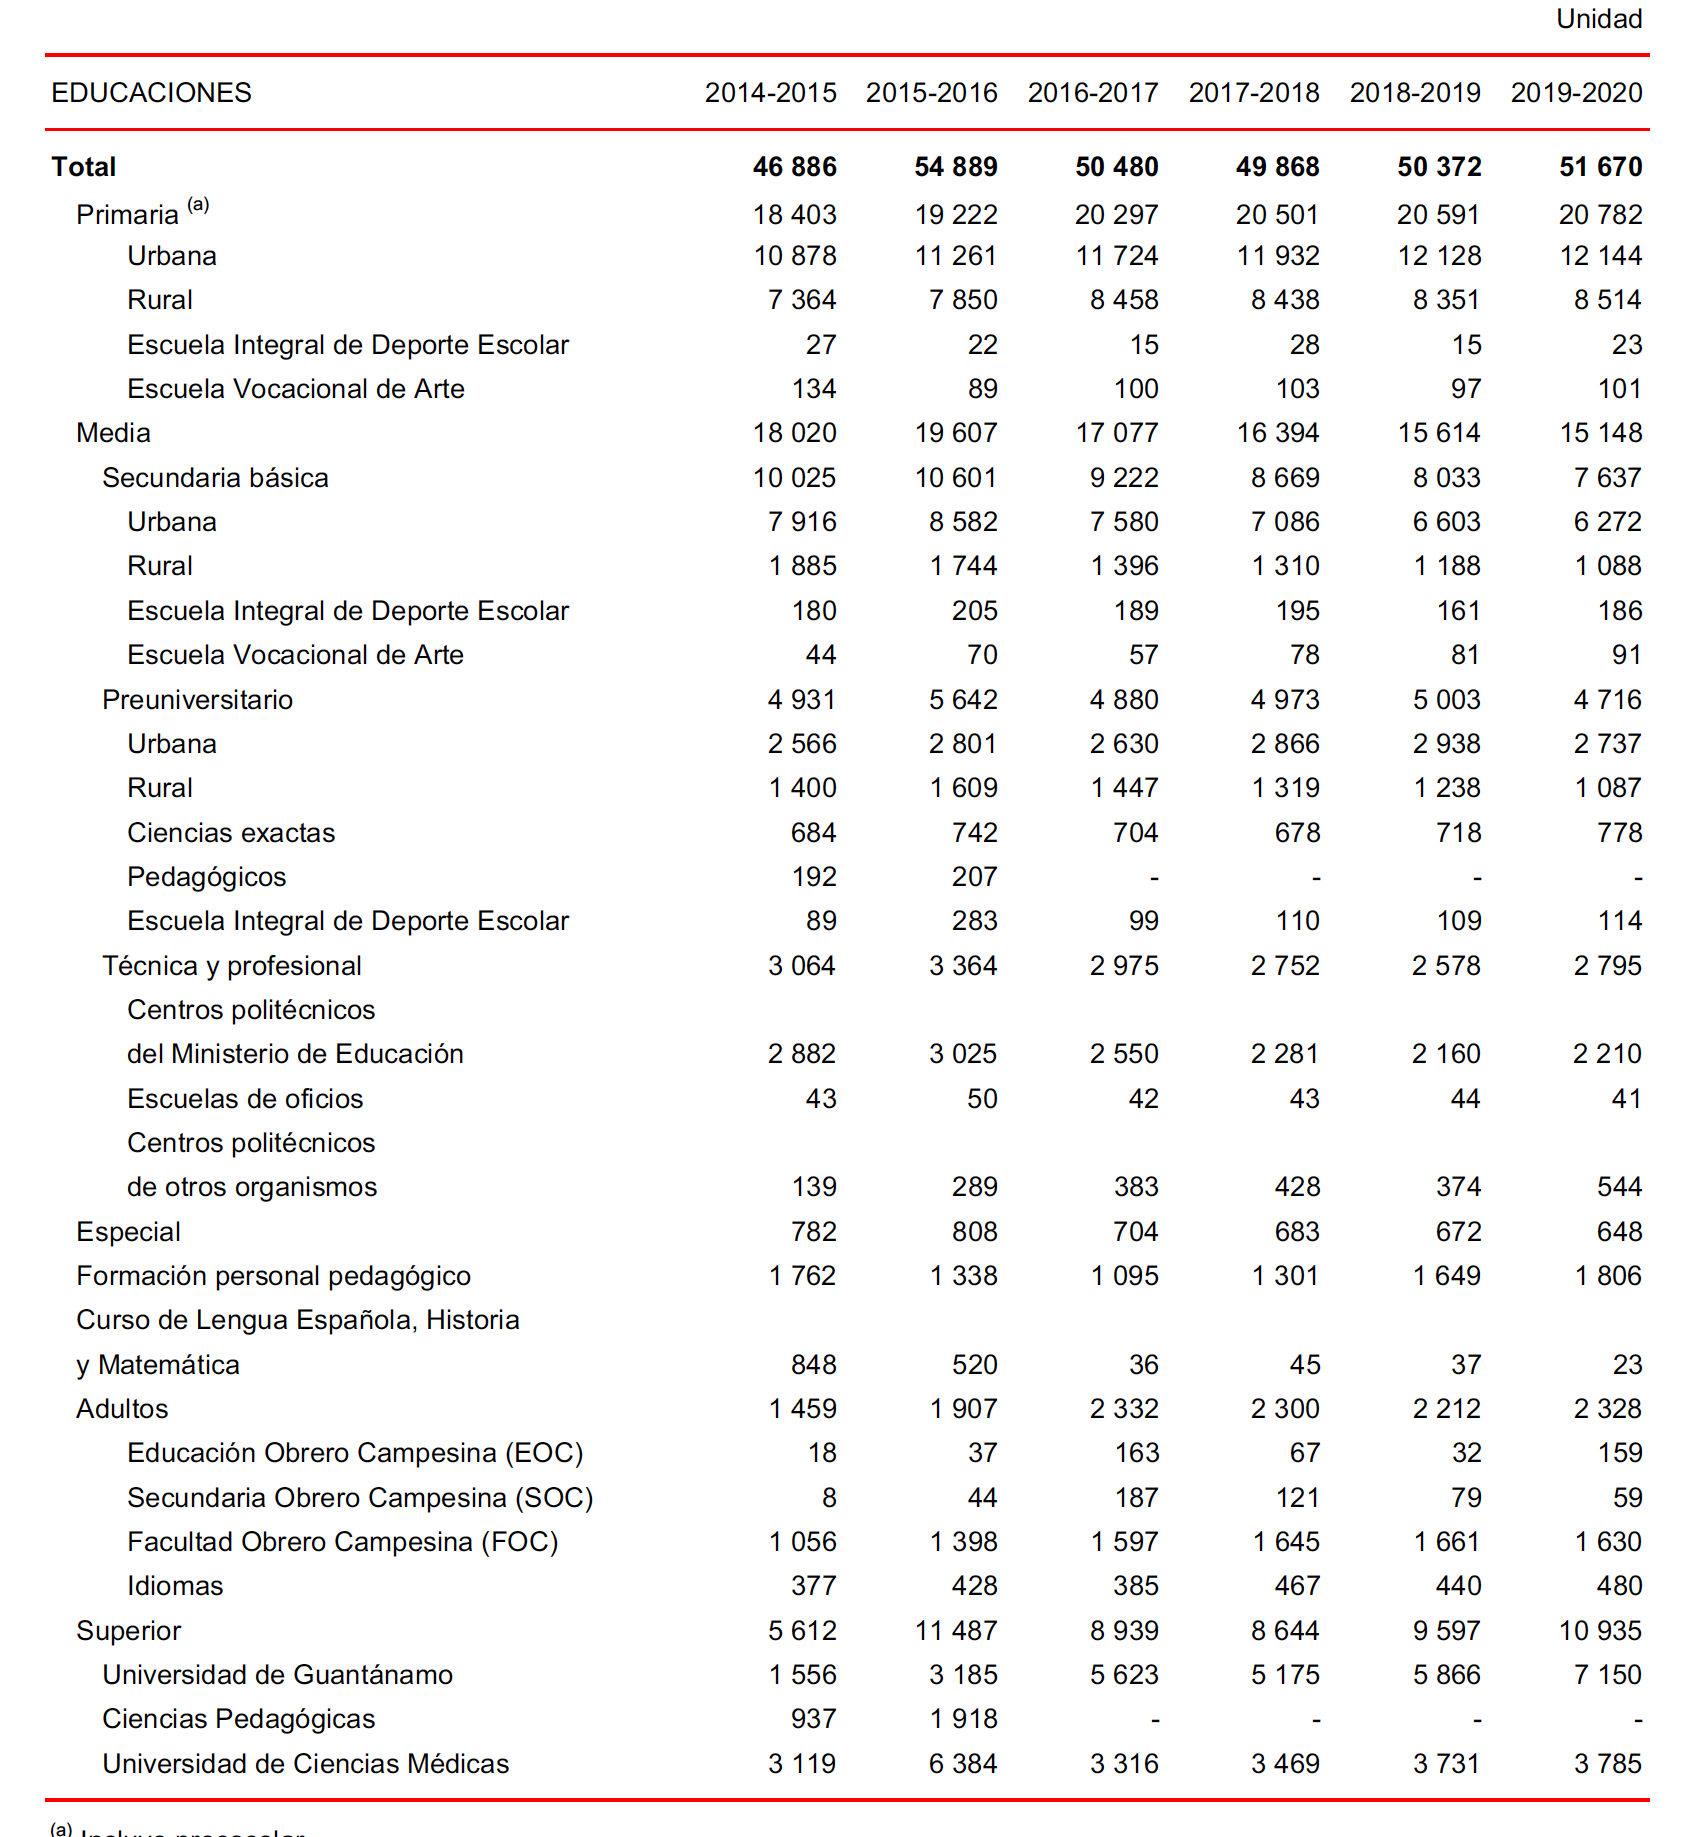 Unidad
EDUCACIONES 2014-2015 2015-2016 2016-2017 2017-2018 2018-2019 2019-2020
Total 46 886 54 889 50 480 49 868 50 372 51 670
Primaria (a) 18 403 19 222 20 297 20 501 20 591 20 782
Urbana 10 878 11 261 11 724 11 932 12 128 12 144
Rural 7 364 7 850 8 458 8 438 8 351 8 514
Escuela Integral de Deporte Escolar 27 22 15 28 15 23
Escuela Vocacional de Arte 134 89 100 103 97 101
Media 18 020 19 607 17 077 16 394 15 614 15 148
Secundaria básica 10 025 10 601 9 222 8 669 8 033 7 637
Urbana 7 916 8 582 7 580 7 086 6 603 6 272
Rural 1 885 1 744 1 396 1 310 1 188 1 088
Escuela Integral de Deporte Escolar 180 205 189 195 161 186
Escuela Vocacional de Arte 44 70 57 78 81 91
Preuniversitario 4 931 5 642 4 880 4 973 5 003 4 716
Urbana 2 566 2 801 2 630 2 866 2 938 2 737
Rural 1 400 1 609 1 447 1 319 1 238 1 087
Ciencias exactas 684 742 704 678 718 778
Pedagógicos 192 207 - - - -
Escuela Integral de Deporte Escolar 89 283 99 110 109 114
Técnica y profesional 3 064 3 364 2 975 2 752 2 578 2 795
Centros politécnicos
del Ministerio de Educación 2 882 3 025 2 550 2 281 2 160 2 210
Escuelas de oficios 43 50 42 43 44 41
Centros politécnicos
de otros organismos 139 289 383 428 374 544
Especial 782 808 704 683 672 648
Formación personal pedagógico 1 762 1 338 1 095 1 301 1 649 1 806
Curso de Lengua Española, Historia
y Matemática 848 520 36 45 37 23
Adultos 1 459 1 907 2 332 2 300 2 212 2 328
Educación Obrero Campesina (EOC) 18 37 163 67 32 159
Secundaria Obrero Campesina (SOC) 8 44 187 121 79 59
Facultad Obrero Campesina (FOC) 1 056 1 398 1 597 1 645 1 661 1 630
Idiomas 377 428 385 467 440 480
Superior 5 612 11 487 8 939 8 644 9 597 10 935
Universidad de Guantánamo 1 556 3 185 5 623 5 175 5 866 7 150
Ciencias Pedagógicas 937 1 918 - - - -
Universidad de Ciencias Médicas 3 119 6 384 3 316 3 469 3 731 3 785
(a) Incluye preescolar